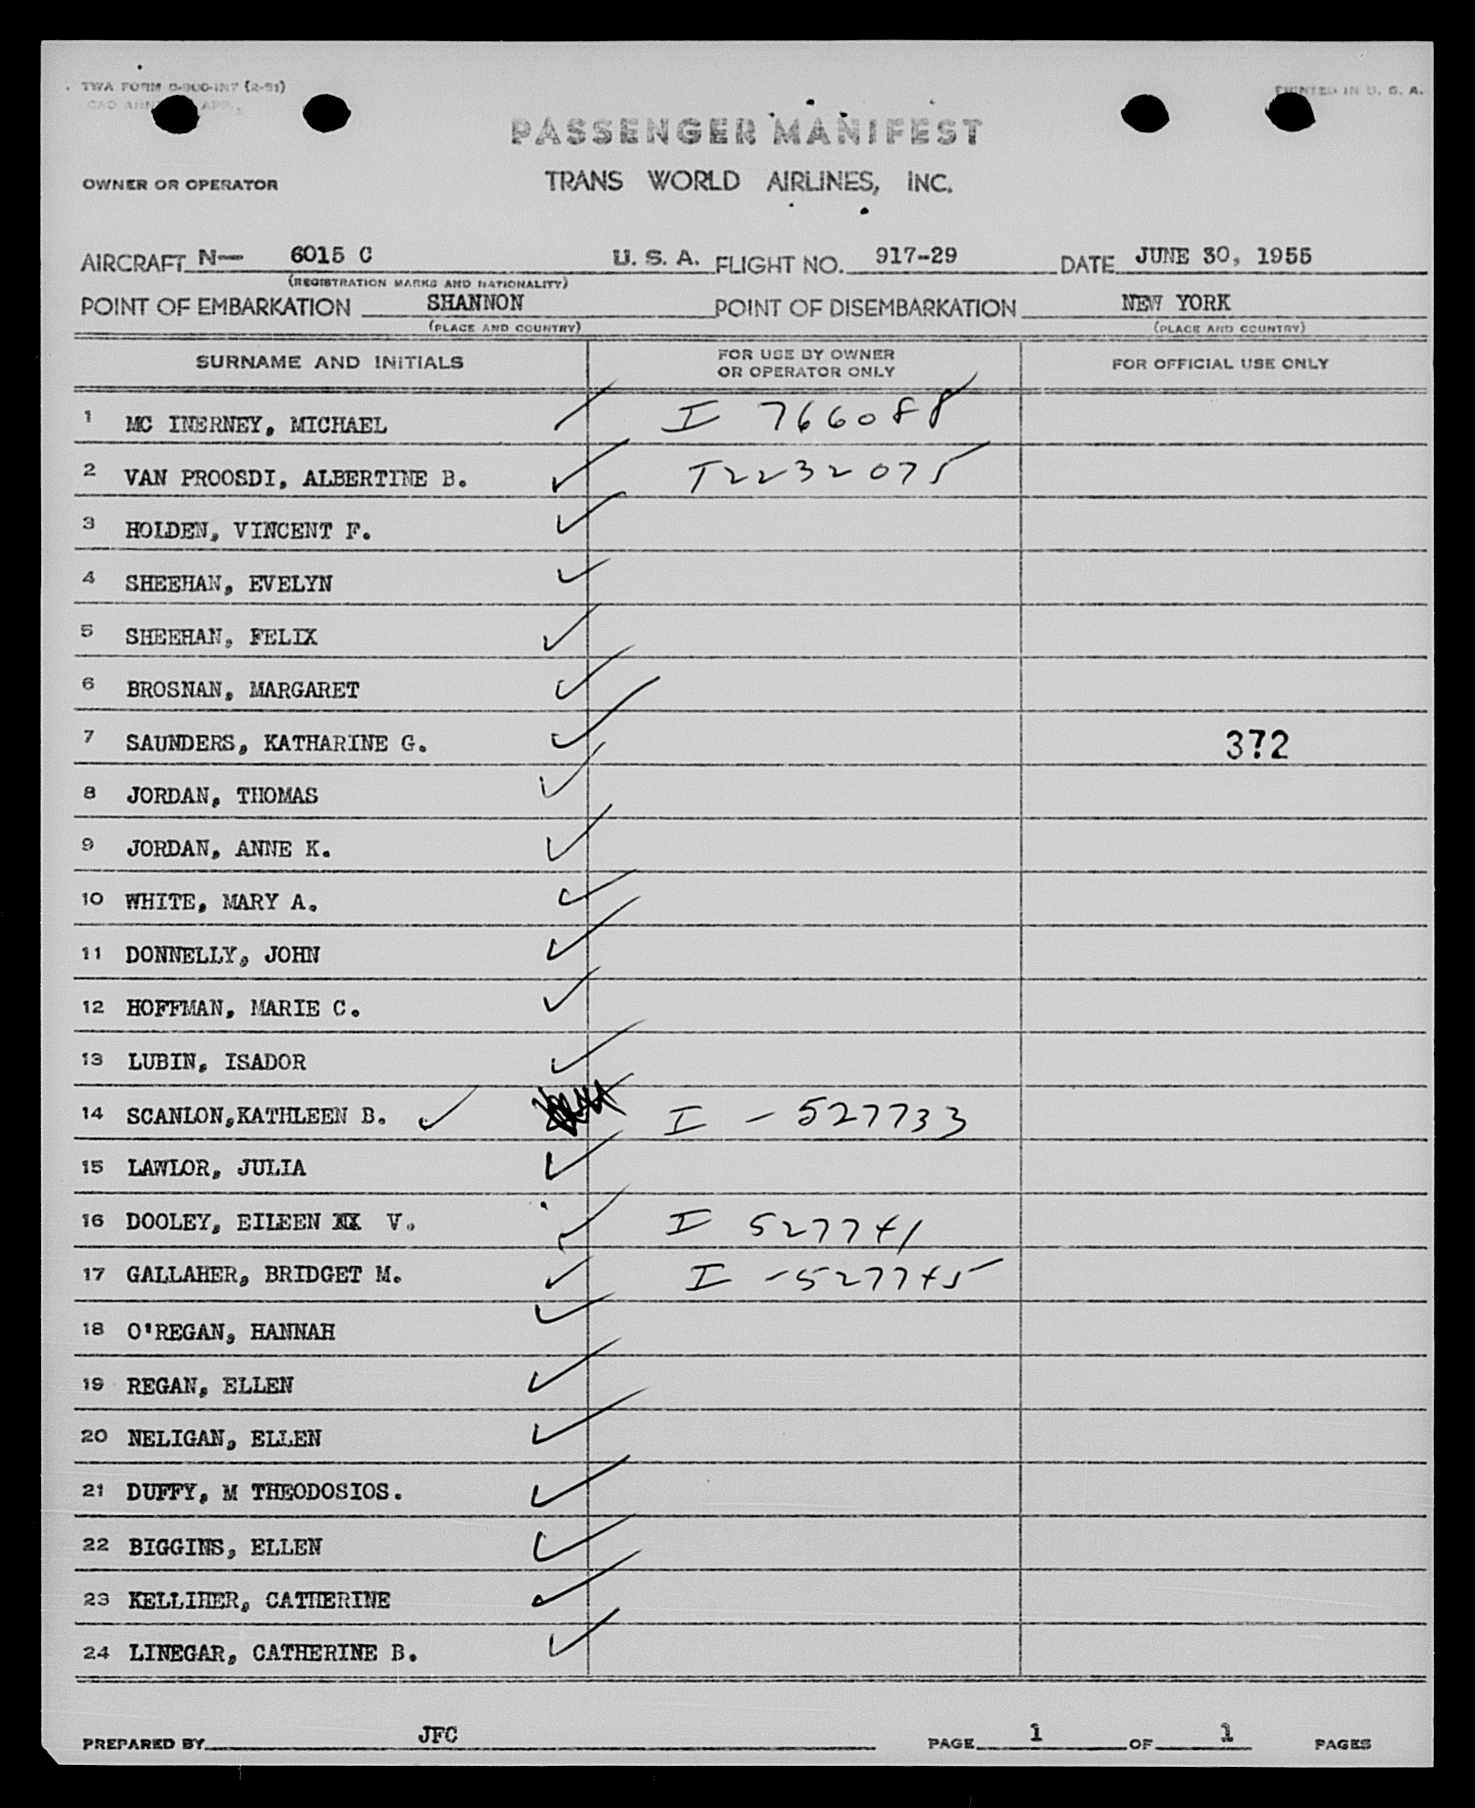 TWA FORM
PRINTED IN U. S. A.
PASSENGER MANIFEST
OWNER OR OPERATOR TRANS WORLD AIRLINES, INC.
AIRCRAFT N— 6015 C U. S. A. FLIGHT NO. 917-29 DATE JUNE 30, 1955
(REGISTRATION MARKS AND NATIONALITY)
POINT OF EMBARKATION SHANNON POINT OF DISEMBARKATION NEW YORK
(PLACE AND COUNTRY) (PLACE AND COUNTRY)
SURNAME AND INITIALS FOR USE BY OWNER OR OPERATOR ONLY FOR OFFICIAL USE ONLY
1 MC INERNEY, MICHAEL I 766088
2 VAN PROOSDI, ALBERTINE B. T2232075
3 HOLDEN, VINCENT F.
4 SHEEHAN, EVELYN
5 SHEEHAN, FELIX
6 BROSNAN, MARGARET
7 SAUNDERS, KATHARINE G. 372
8 JORDAN, THOMAS
9 JORDAN, ANNE K.
10 WHITE, MARY A.
11 DONNELLY, JOHN
12 HOFFMAN, MARIE C.
13 LUBIN, ISADOR
14 SCANLON,KATHLEEN B. I - 527733
15 LAWLOR, JULIA
16 DOOLEY, EILEEN V. I 527741
17 GALLAHER, BRIDGET M. I -527745
18 O'REGAN, HANNAH
19 REGAN, ELLEN
20 NELIGAN, ELLEN
21 DUFFY, M THEODOSIOS.
22 BIGGINS, ELLEN
23 KELLIHER, CATHERINE
24 LINEGAR, CATHERINE B.
PREPARED BY JFC PAGE 1 OF 1 PAGES